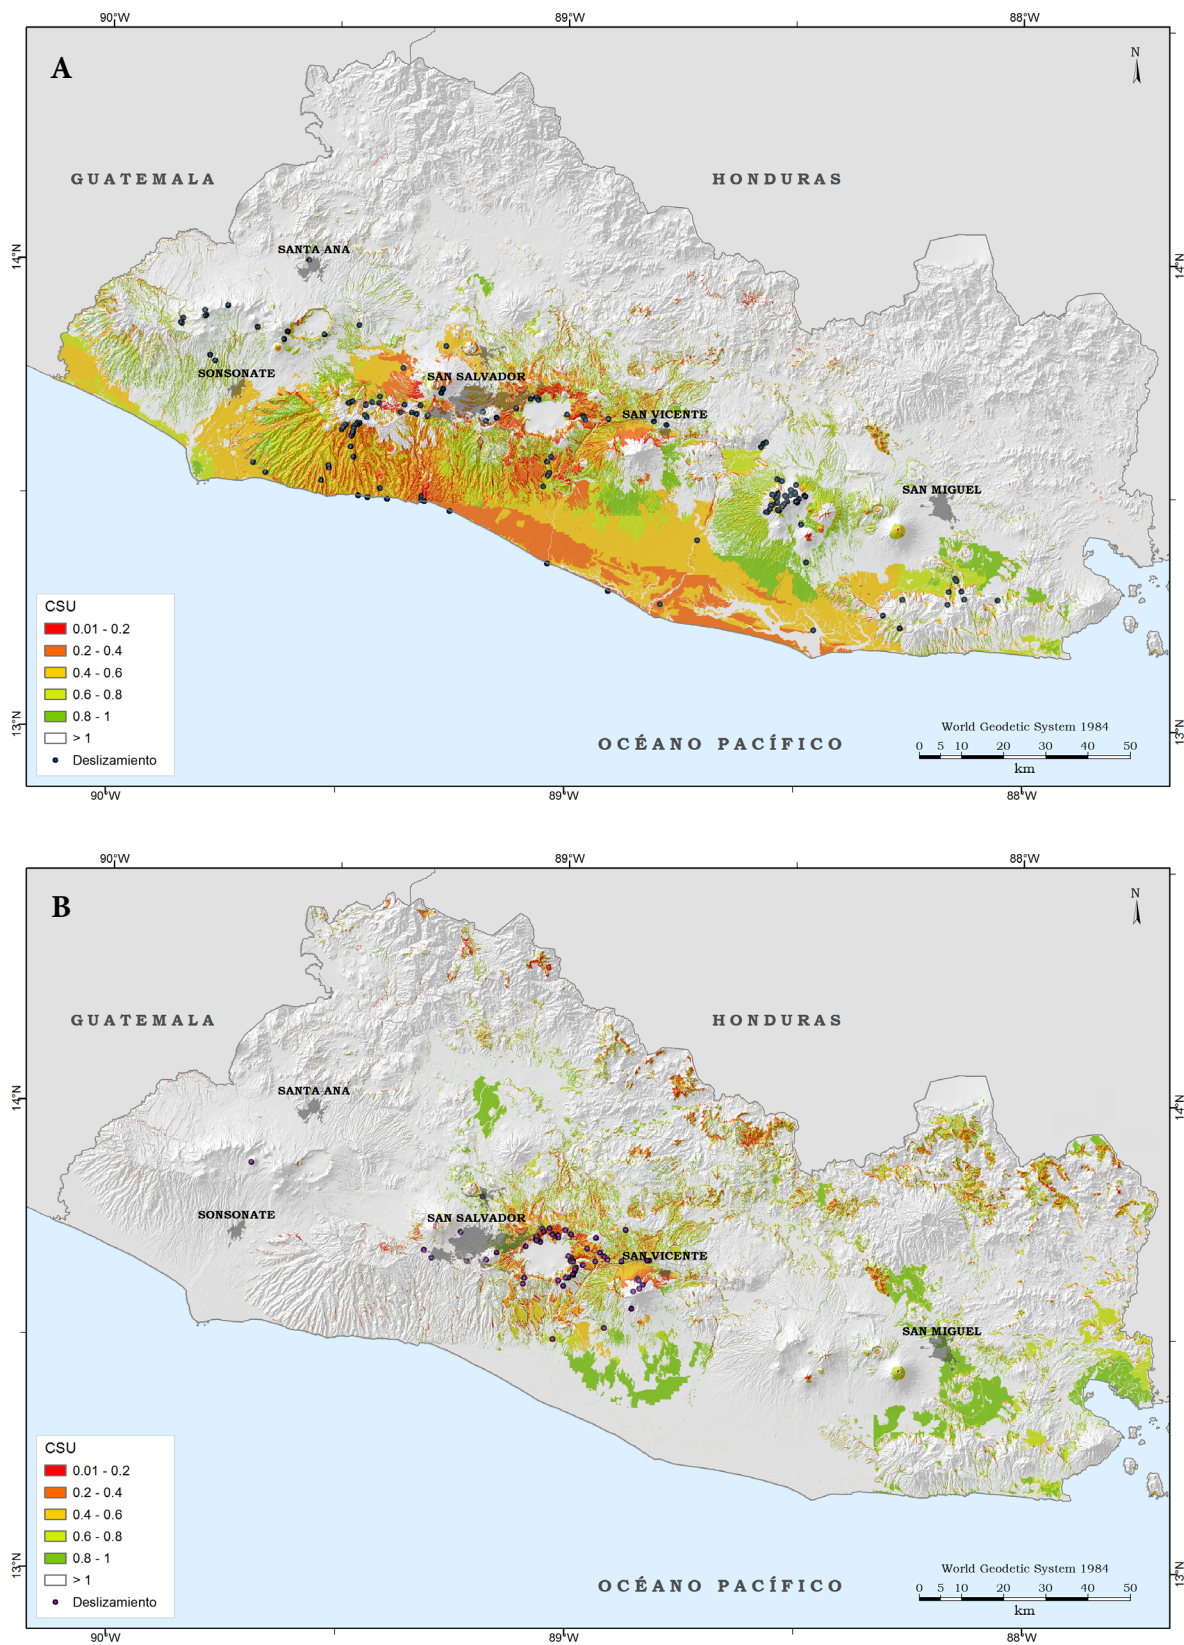 90°W 89°W 88°W
A
N
GUATEMALA
HONDURAS
14°N
14°N
SANTA ANA
SONSONATE
SAN SALVADOR
SAN VICENTE
SAN MIGUEL
CSU
0.01 - 0.2
0.2 - 0.4
0.4 - 0.6
0.6 - 0.8
0.8 - 1
> 1
Deslizamiento
13°N
13°N
OCÉANO PACÍFICO
World Geodetic System 1984
0 5 10 20 30 40 50
km
90°W 89°W 88°W
90°W 89°W 88°W
B
N
GUATEMALA
HONDURAS
14°N
14°N
SANTA ANA
SONSONATE
SAN SALVADOR
SAN VICENTE
SAN MIGUEL
CSU
0.01 - 0.2
0.2 - 0.4
0.4 - 0.6
0.6 - 0.8
0.8 - 1
> 1
Deslizamiento
13°N
13°N
OCÉANO PACÍFICO
World Geodetic System 1984
0 5 10 20 30 40 50
km
90°W 89°W 88°W